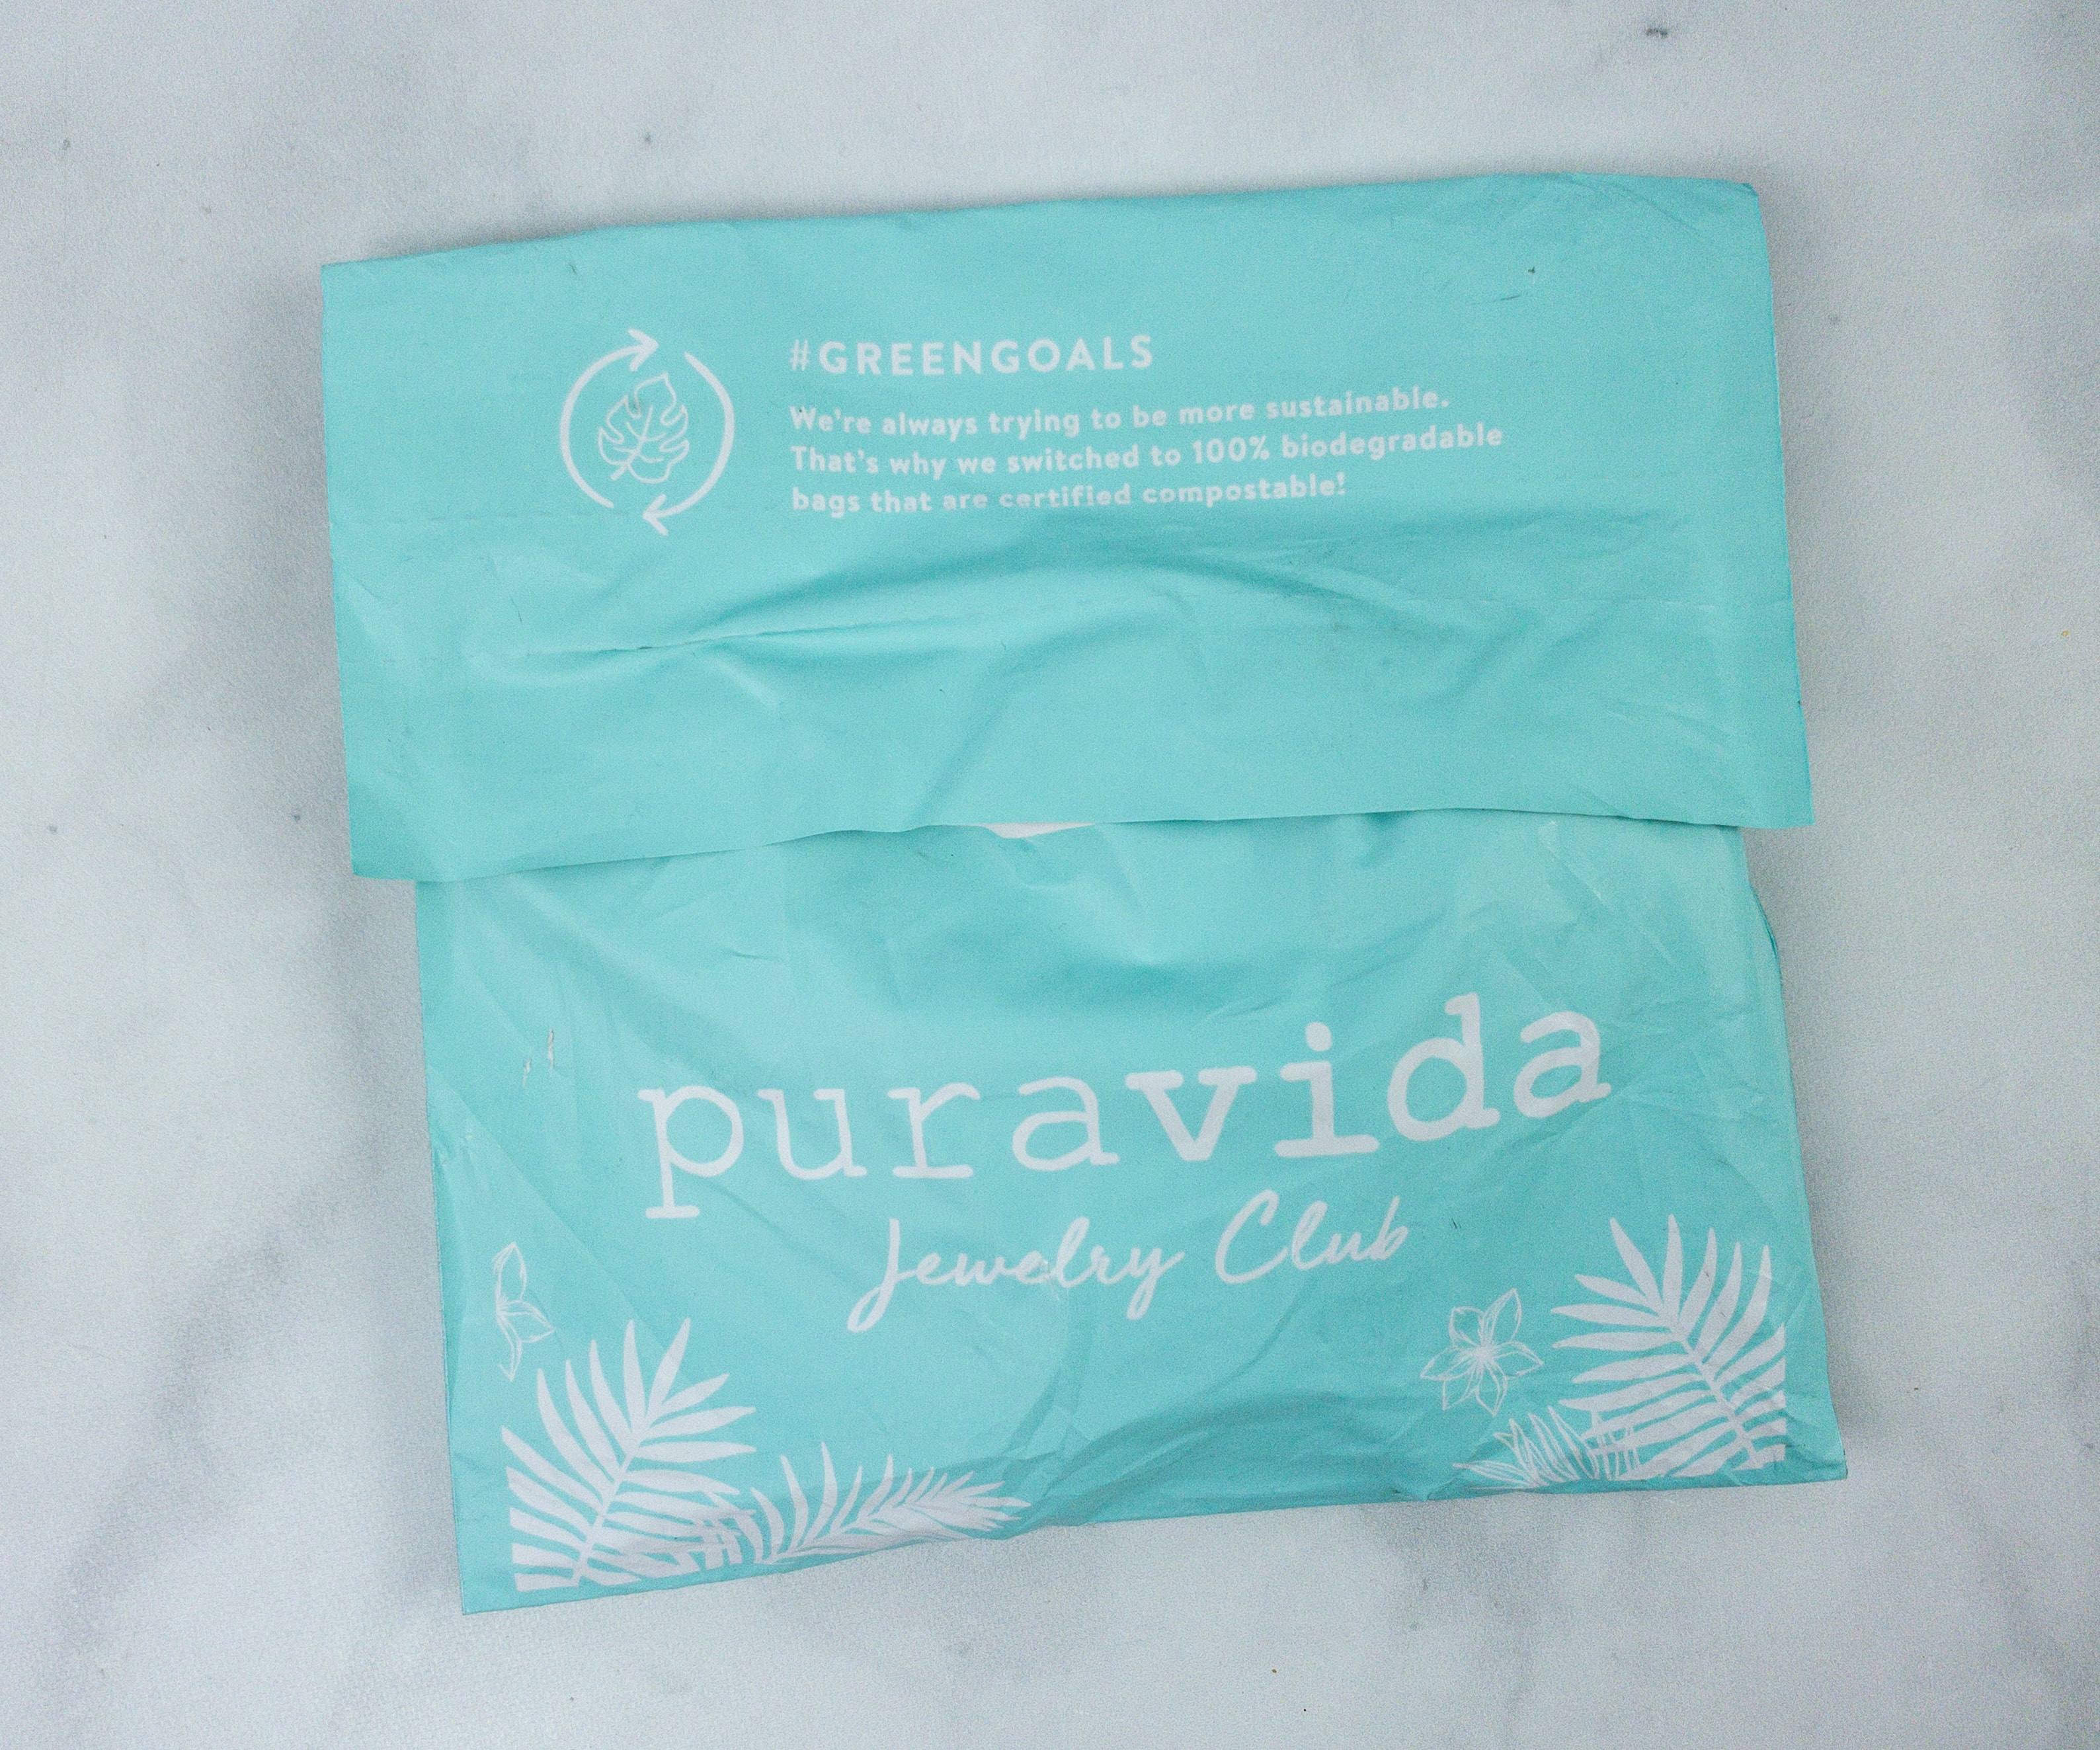 #GREENGOALS
We're always trying to be more sustainable.
That's why we switched to 100% biodegradable
bags that are certified compostable!
puravida
Jewelry Club